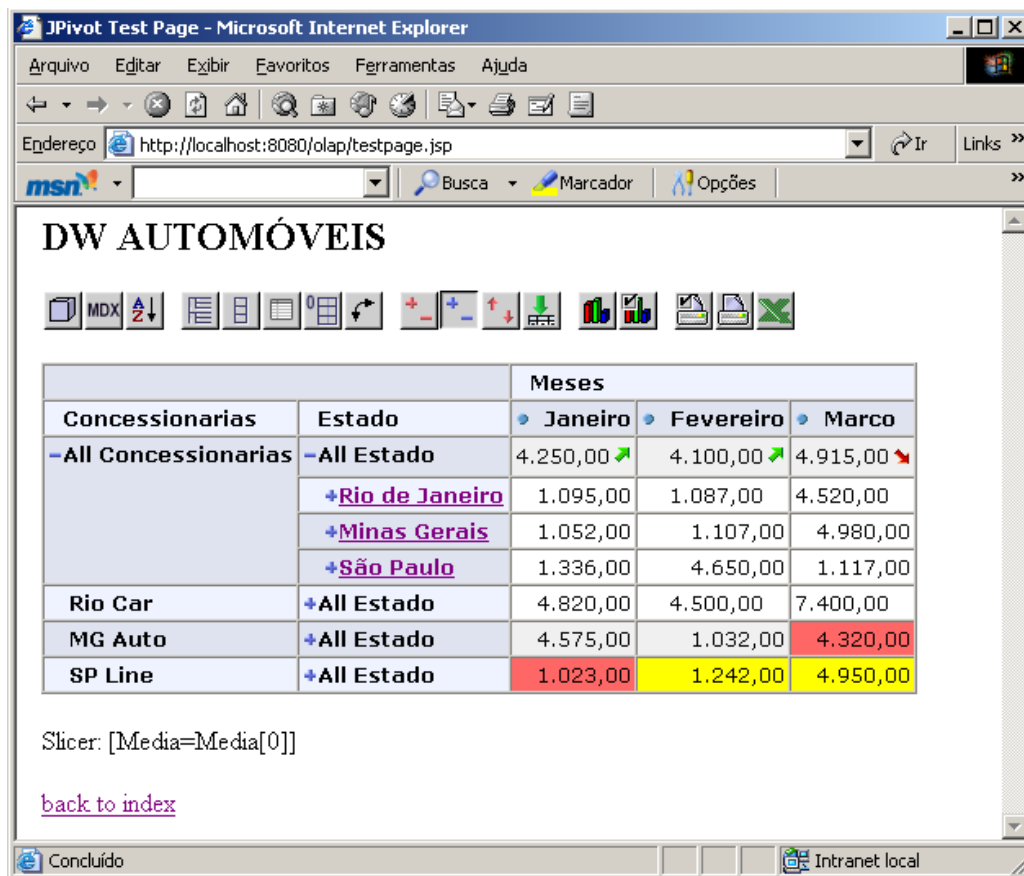 JPivot Test Page - Microsoft Internet Explorer
Arquivo Editar Exibir Favoritos Ferramentas Ajuda
Endereço http://localhost:8080/olap/testpage.jsp Ir Links »
msn Busca Marcador Opções »
DW AUTOMÓVEIS
MDX A Z 0
Meses
Concessionarias Estado Janeiro Fevereiro Marco
-All Concessionarias -All Estado 4.250,00 4.100,00 4.915,00
+Rio de Janeiro 1.095,00 1.087,00 4.520,00
+Minas Gerais 1.052,00 1.107,00 4.980,00
+São Paulo 1.336,00 4.650,00 1.117,00
Rio Car +All Estado 4.820,00 4.500,00 7.400,00
MG Auto +All Estado 4.575,00 1.032,00 4.320,00
SP Line +All Estado 1.023,00 1.242,00 4.950,00
Slicer: [Media=Media[0]]
back to index
Concluído Intranet local